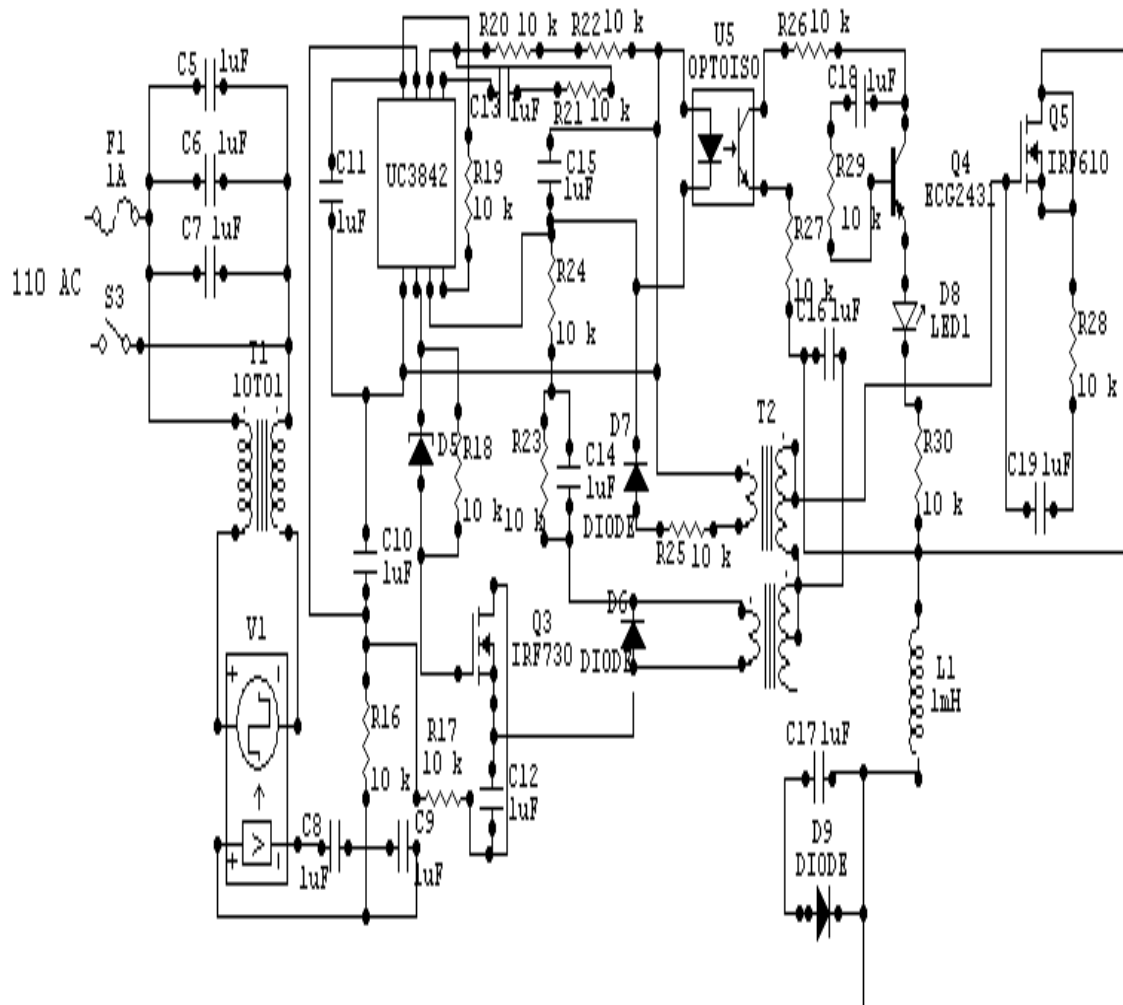 R20 10 k
R22 10 k
R26 10 k
U5
OPTOISO
C5 1uF
C13 1uF
R21 10 k
C18 1uF
Q5
IRF610
F1
1A
C6 1uF
C11
1uF
UC3842
R19
10 k
C15
1uF
R29
10 k
Q4
ECG2431
C7 1uF
R27
10 k
110 AC
S3
R24
10 k
C16 1uF
D8
LED1
R28
10 k
T1
10TO1
D5
R18
10 k
R23
10 k
C14
1uF
D7
DIODE
T2
R30
10 k
C19 1uF
R25 10 k
C10
1uF
V1
Q3
IRF730
D6
DIODE
L1
1mH
R16
10 k
R17
10 k
C12
1uF
C17 1uF
C8
1uF
C9
1uF
D9
DIODE